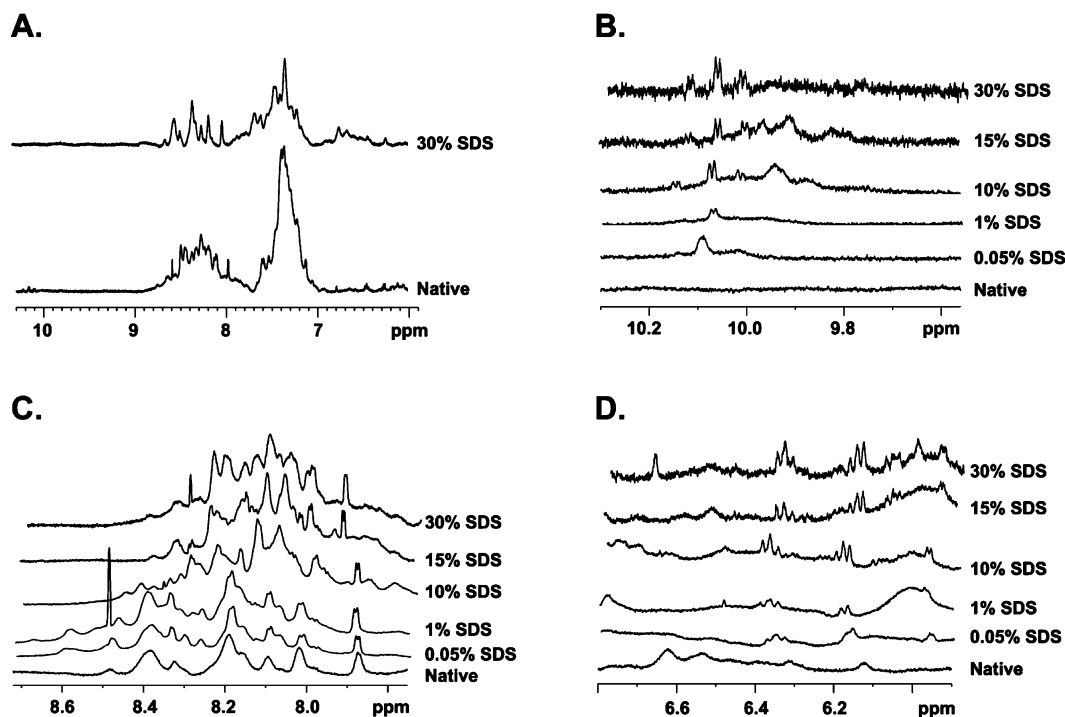 A.
30% SDS
Native
10 9 8 7 ppm
B.
30% SDS
15% SDS
10% SDS
1% SDS
0.05% SDS
Native
10.2 10.0 9.8 ppm
C.
30% SDS
15% SDS
10% SDS
1% SDS
0.05% SDS
Native
8.6 8.4 8.2 8.0 ppm
D.
30% SDS
15% SDS
10% SDS
1% SDS
0.05% SDS
Native
6.6 6.4 6.2 ppm